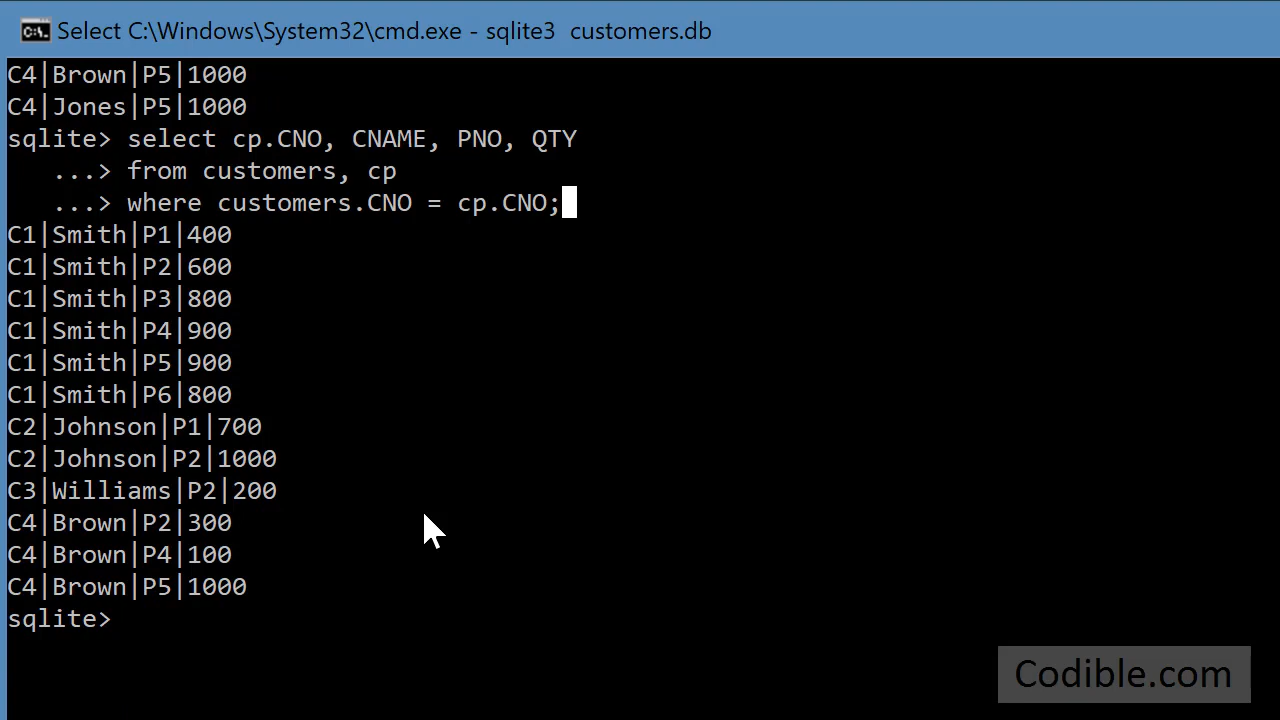 Select C:\Windows\System32\cmd.exe - sqlite3  customers.db
C4|Brown|P5|1000
C4|Jones|P5|1000
sqlite> select cp.CNO, CNAME, PNO, QTY
   ...> from customers, cp
   ...> where customers.CNO = cp.CNO;
C1|Smith|P1|400
C1|Smith|P2|600
C1|Smith|P3|800
C1|Smith|P4|900
C1|Smith|P5|900
C1|Smith|P6|800
C2|Johnson|P1|700
C2|Johnson|P2|1000
C3|Williams|P2|200
C4|Brown|P2|300
C4|Brown|P4|100
C4|Brown|P5|1000
sqlite>
Codible.com